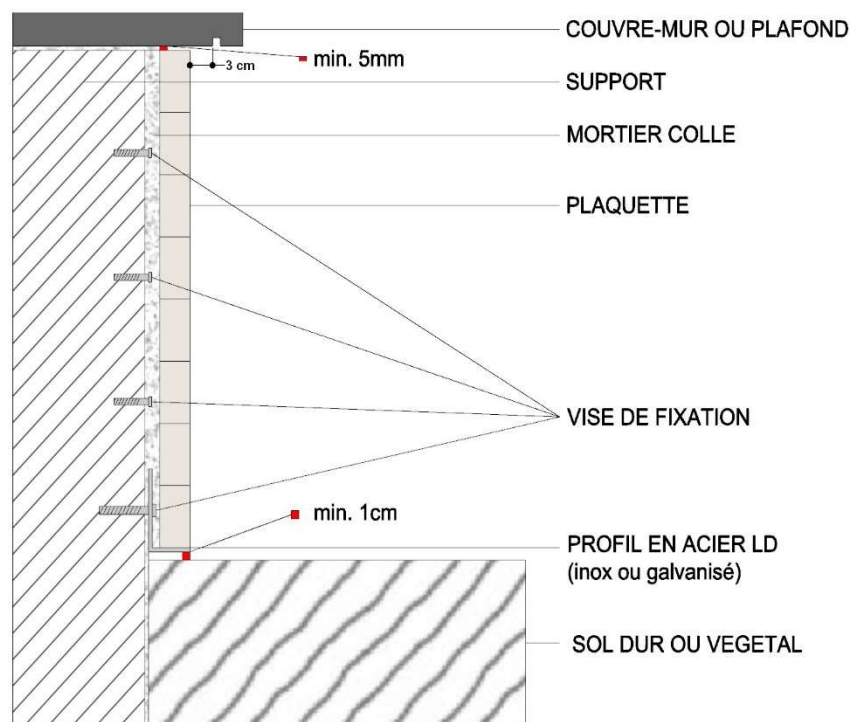 COUVRE-MUR OU PLAFOND
min. 5mm
3 cm
SUPPORT
MORTIER COLLE
PLAQUETTE
VISE DE FIXATION
min. 1cm
PROFIL EN ACIER LD
(inox ou galvanisé)
SOL DUR OU VEGETAL